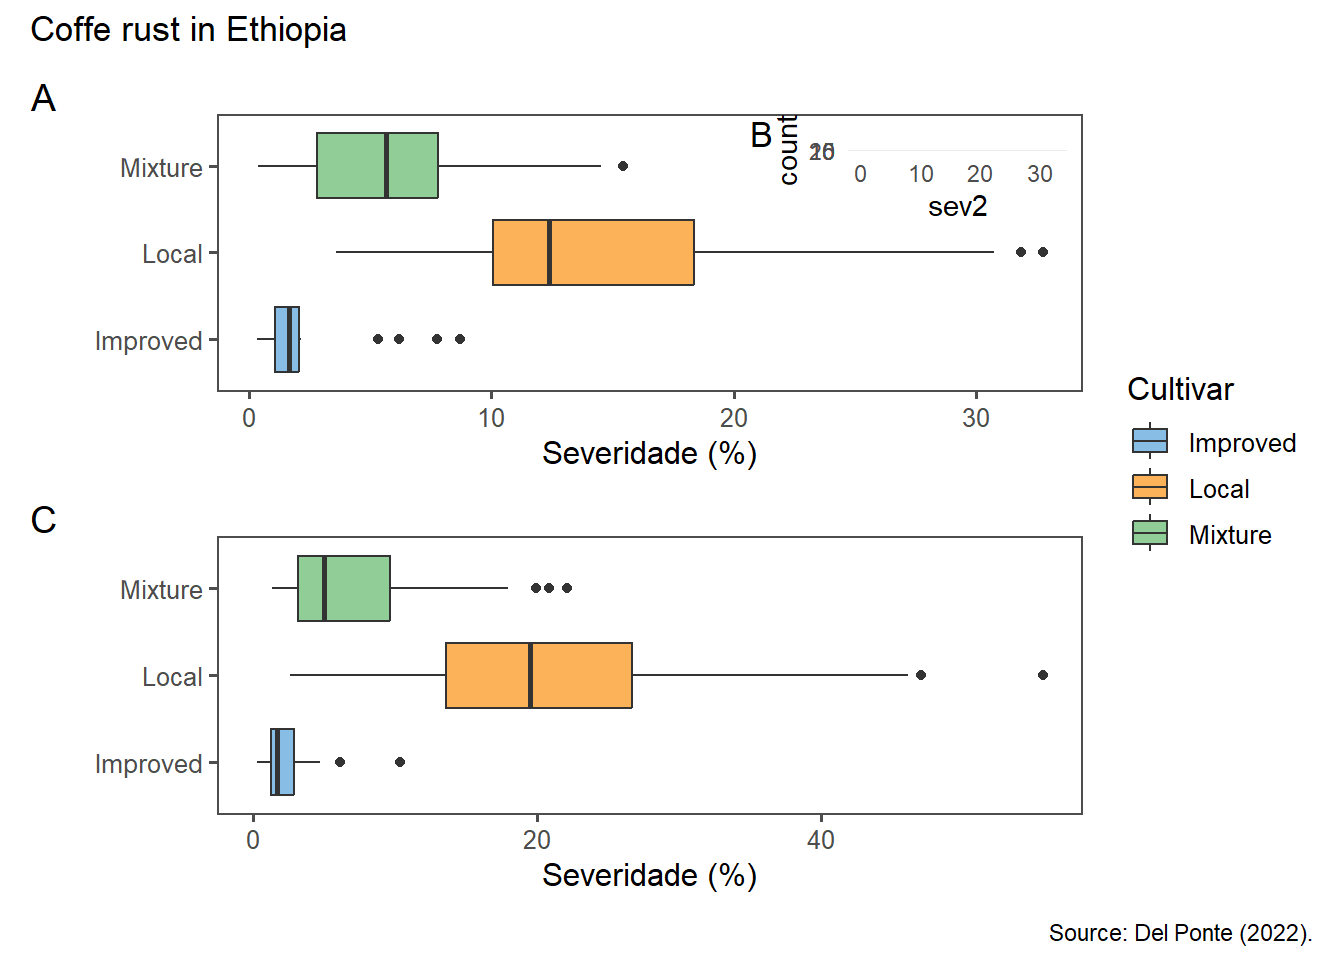 Coffe rust in Ethiopia
A
Mixture
Local
Improved
0 10 20 30
Severidade (%)
B
count
0 10 20 30
sev2
Cultivar
Improved
Local
Mixture
C
Mixture
Local
Improved
0 20 40
Severidade (%)
Source: Del Ponte (2022).